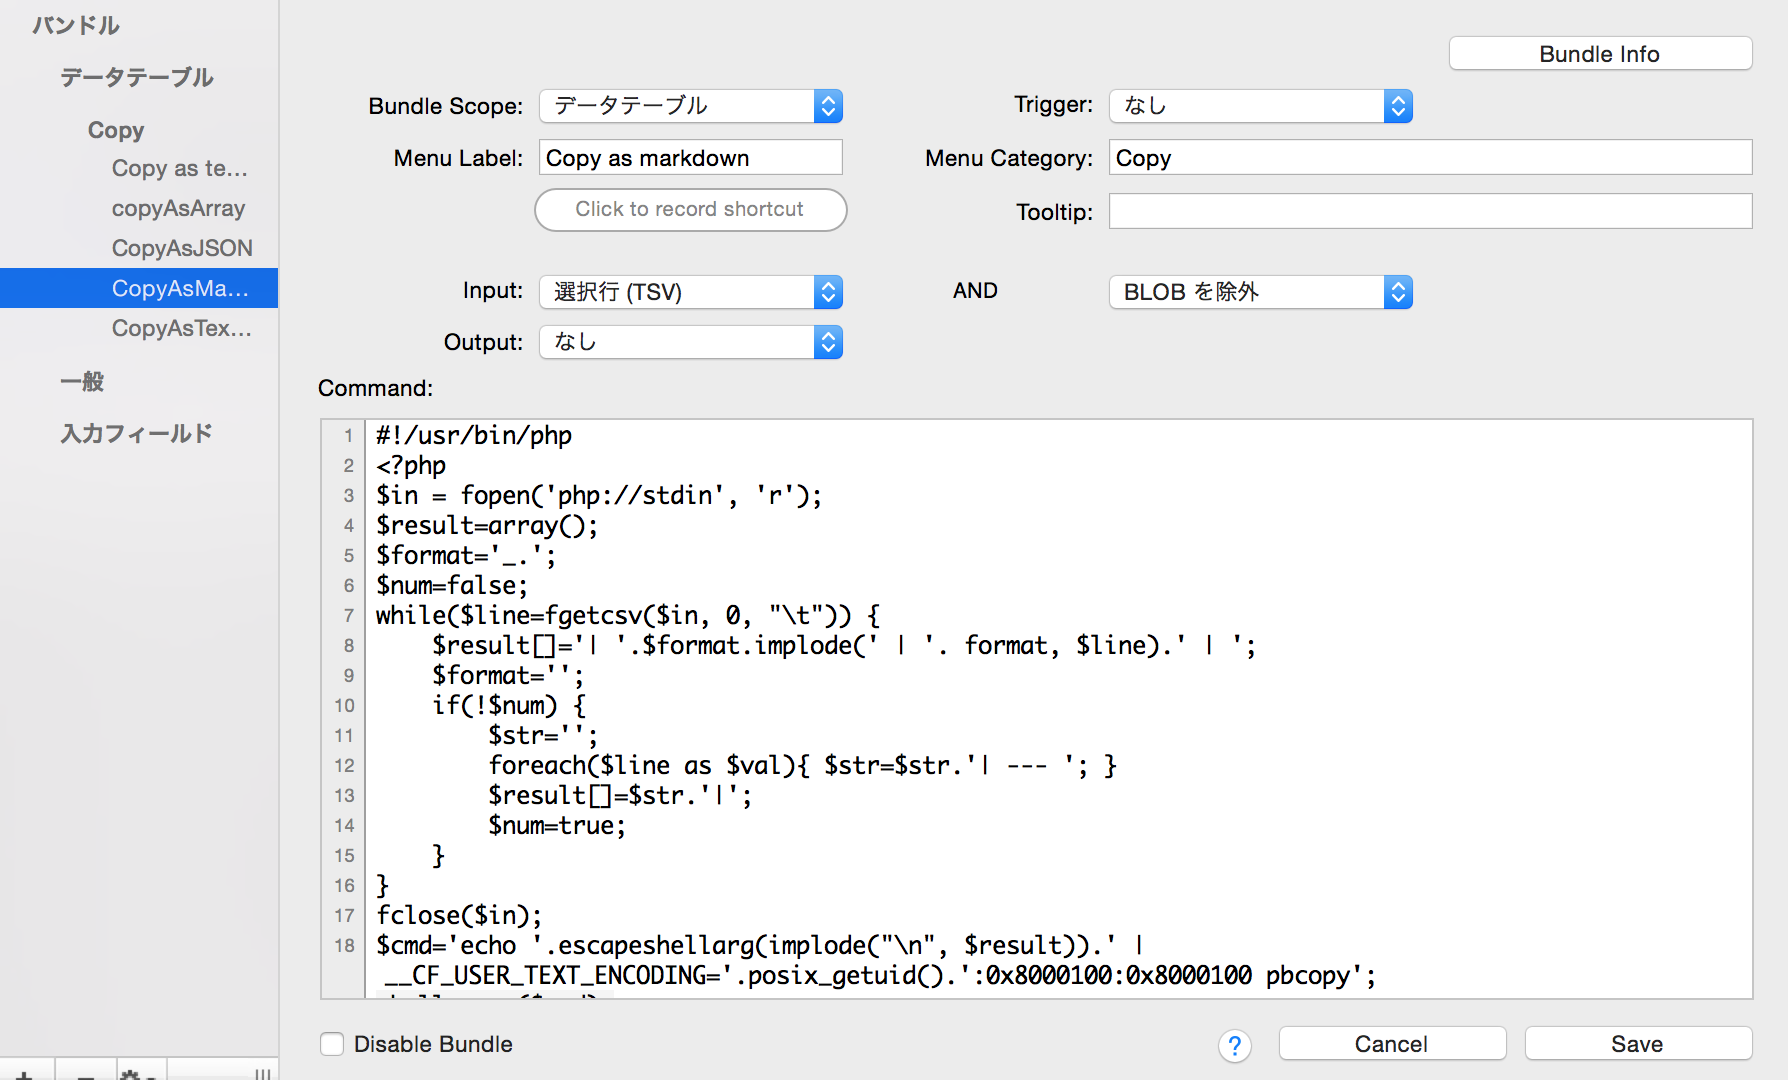 バンドル
データテーブル
Copy
Copy as te...
copyAsArray
CopyAsJSON
CopyAsMa...
CopyAsTex...
一般
入力フィールド
Bundle Info
Bundle Scope: データテーブル Trigger: なし
Menu Label: Copy as markdown Menu Category: Copy
Click to record shortcut Tooltip:
Input: 選択行 (TSV) AND BLOB を除外
Output: なし
Command:
1 #!/usr/bin/php
2 <?php
3 $in = fopen('php://stdin', 'r');
4 $result=array();
5 $format='_.';
6 $num=false;
7 while($line=fgetcsv($in, 0, "\t")) {
8 $result[]='| '.$format.implode(' | '. format, $line).' | ';
9 $format='';
10 if(!$num) {
11 $str='';
12 foreach($line as $val){ $str=$str.'| --- '; }
13 $result[]=$str.'|';
14 $num=true;
15 }
16 }
17 fclose($in);
18 $cmd='echo '.escapeshellarg(implode("\n", $result)).' |
__CF_USER_TEXT_ENCODING='.posix_getuid().':0x8000100:0x8000100 pbcopy';
Disable Bundle ? Cancel Save